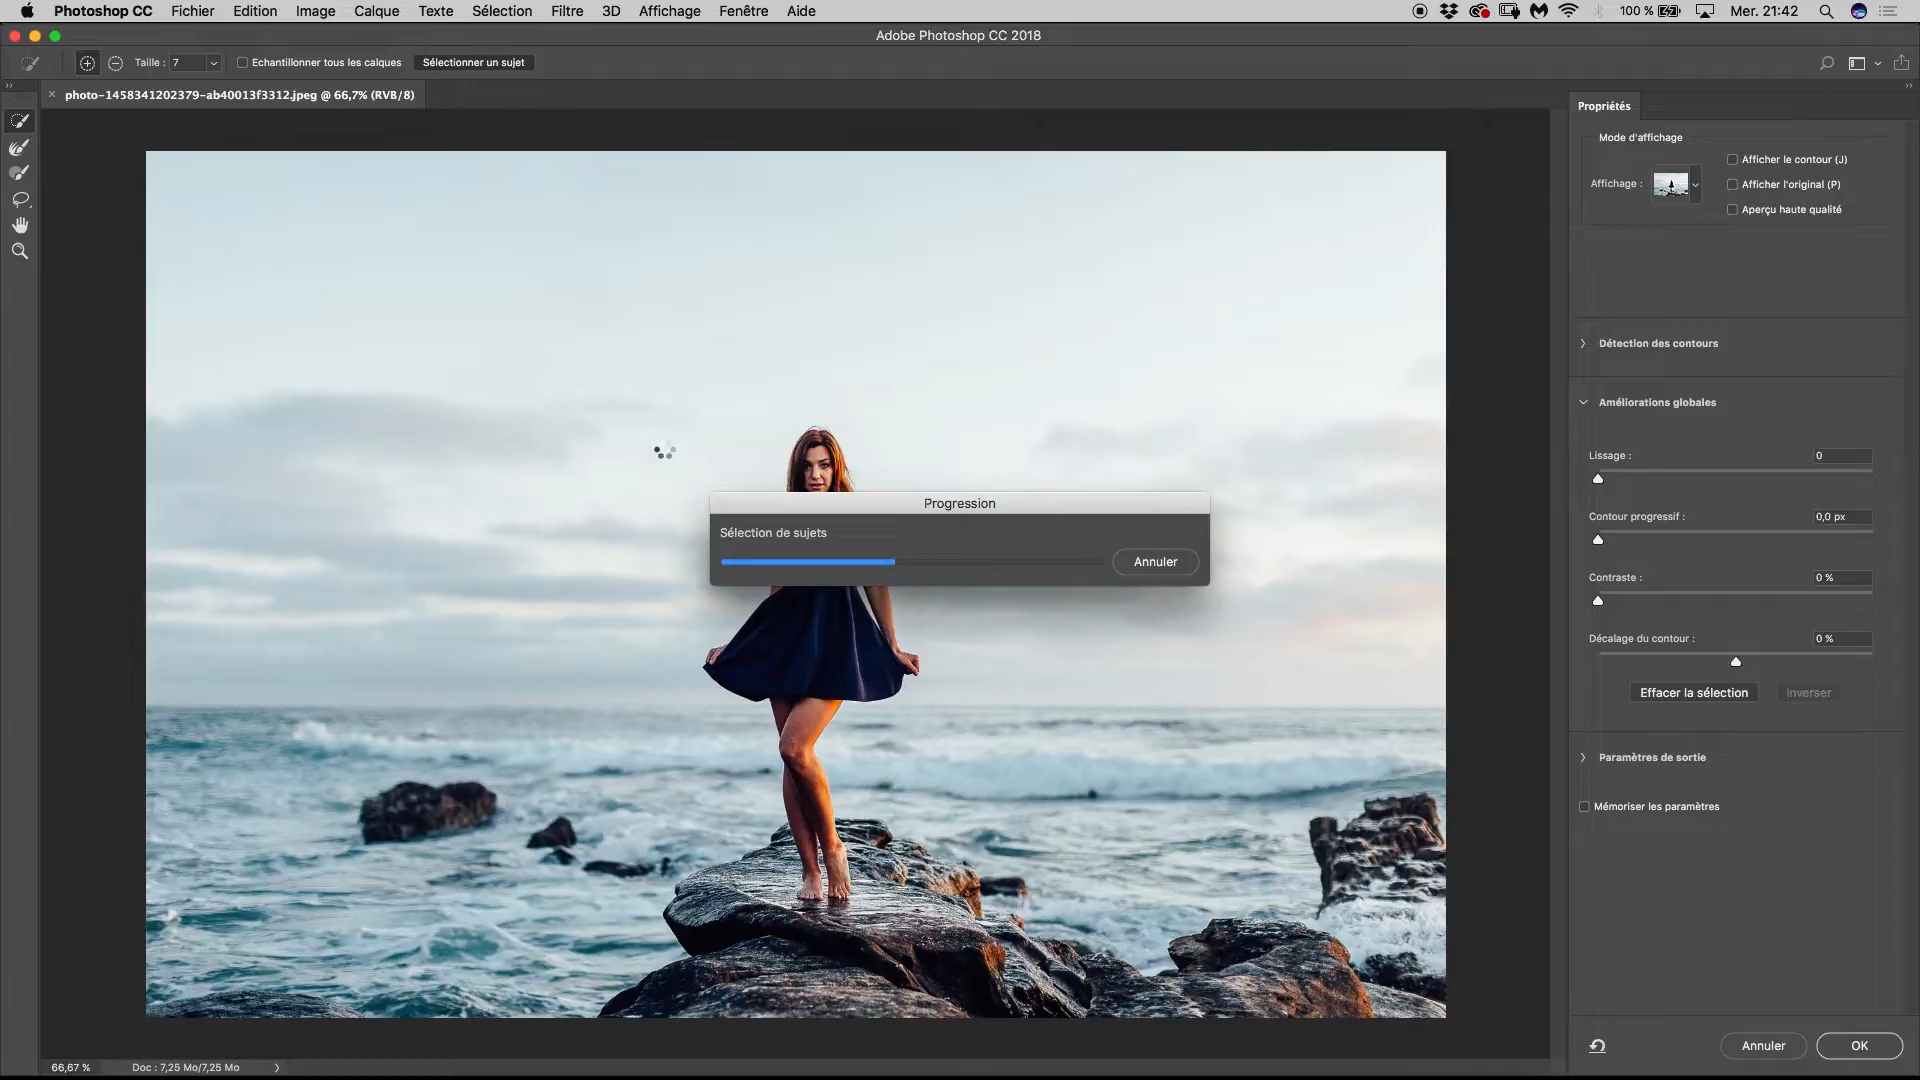 Photoshop CC Fichier Edition Image Calque Texte Sélection Filtre 3D Affichage Fenêtre Aide 100 % Mer. 21:42
Adobe Photoshop CC 2018
Taille : 7 Echantillonner tous les calques Sélectionner un sujet
× photo-1458341202379-ab40013f3312.jpeg @ 66,7% (RVB/8)
Propriétés
Mode d'affichage
Afficher le contour (J)
Affichage : Afficher l'original (P)
Aperçu haute qualité
Détection des contours
Améliorations globales
Lissage : 0
Contour progressif : 0,0 px
Contraste : 0 %
Décalage du contour : 0 %
Effacer la sélection Inverser
Paramètres de sortie
Mémoriser les paramètres
Progression
Sélection de sujets
Annuler
Annuler OK
66,67 % Doc : 7,25 Mo/7,25 Mo